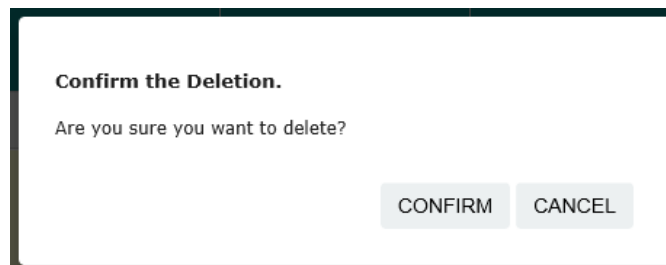 Confirm the Deletion.
Are you sure you want to delete?
CONFIRM CANCEL